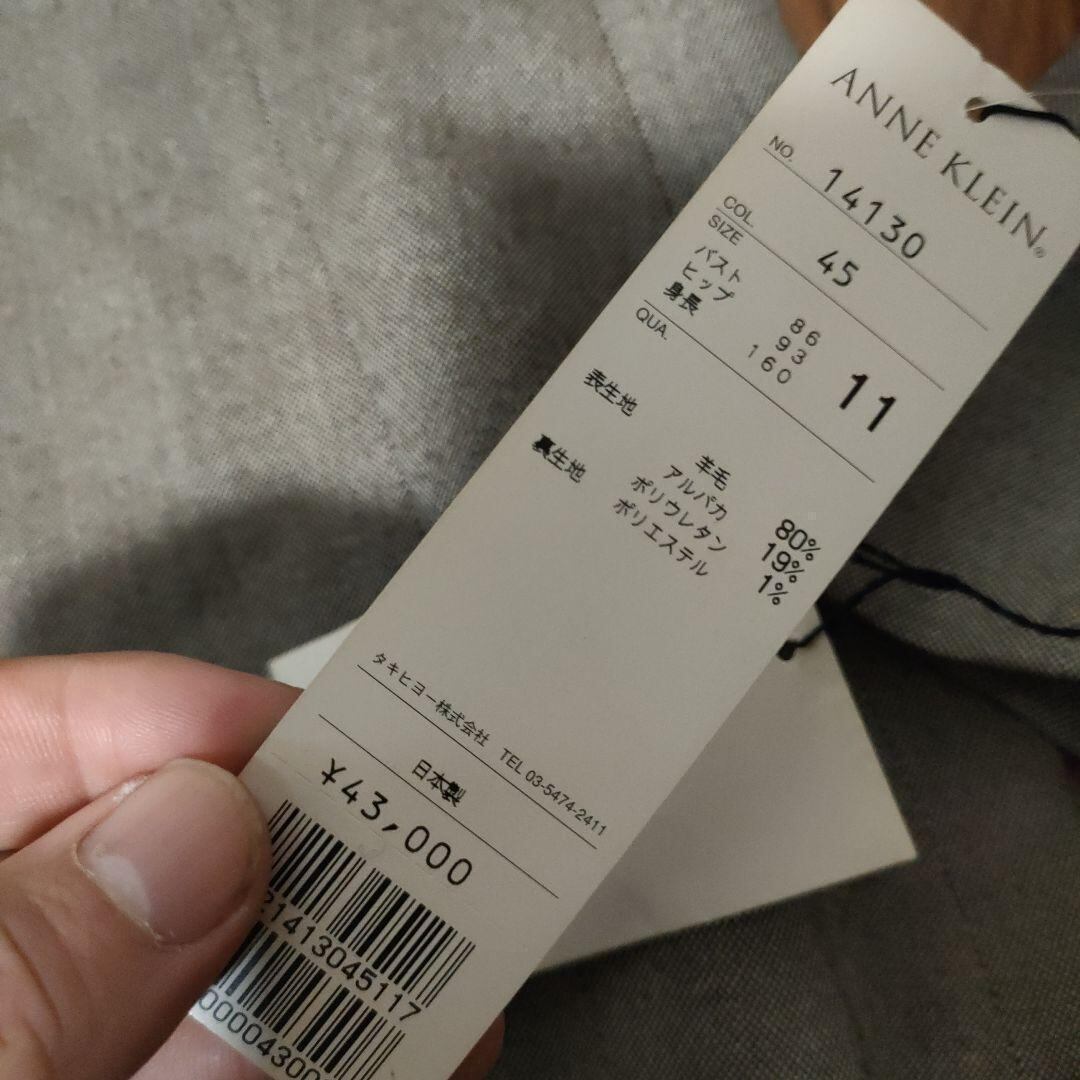 ANNE KLEIN®
NO. 14130
COL. 45
SIZE
バスト 86
ヒップ 93
身長 160
11
QUA.
表生地
羊毛 80%
アルパカ 19%
ポリウレタン 1%
裏生地 ポリエステル
タキヒヨー株式会社 TEL 03-5474-2411
日本製
¥43,000
21413045117